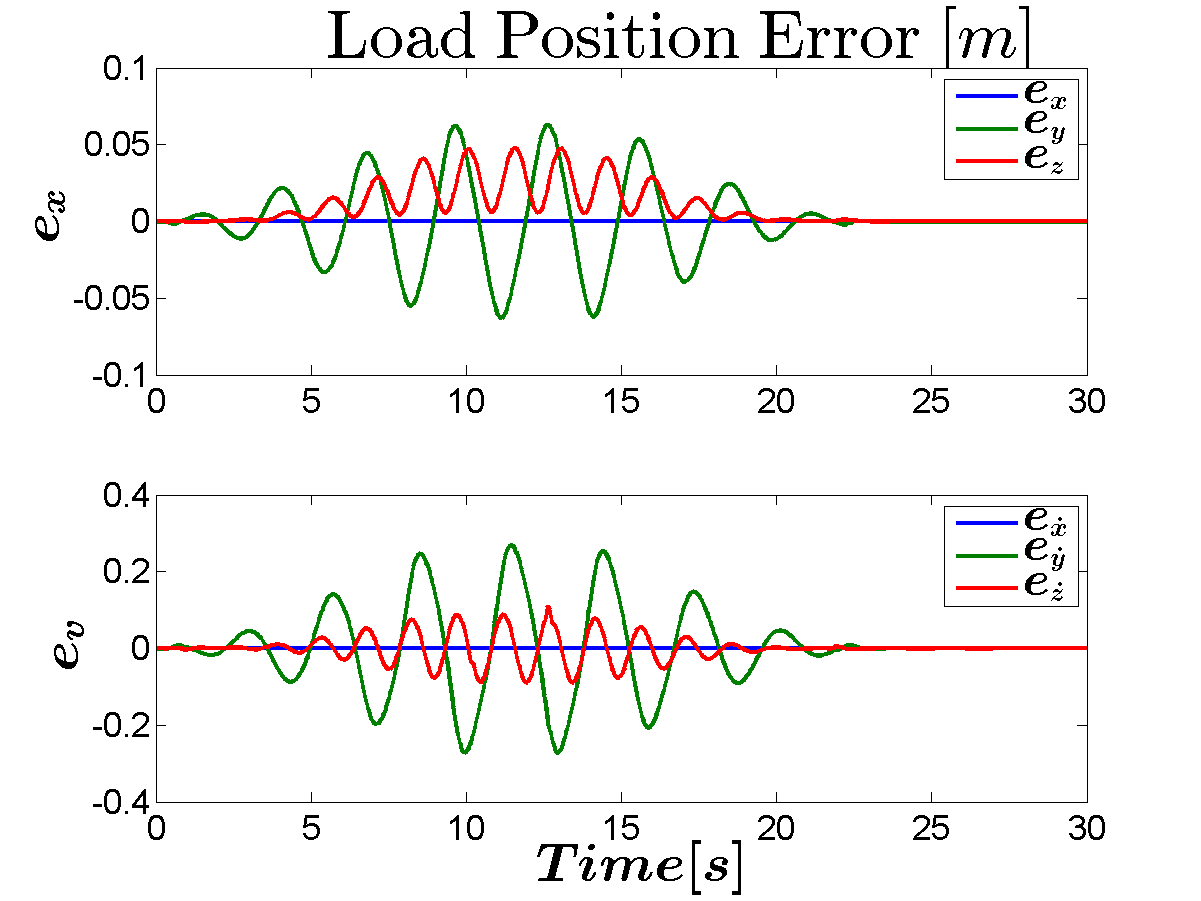 Load Position Error [m]
0.1
0.05
0
-0.05
-0.1
e_x
e_x
e_y
e_z
0 5 10 15 20 25 30
0.4
0.2
0
-0.2
-0.4
e_v
e_ẋ
e_ẏ
e_ż
0 5 10 15 20 25 30
Time[s]